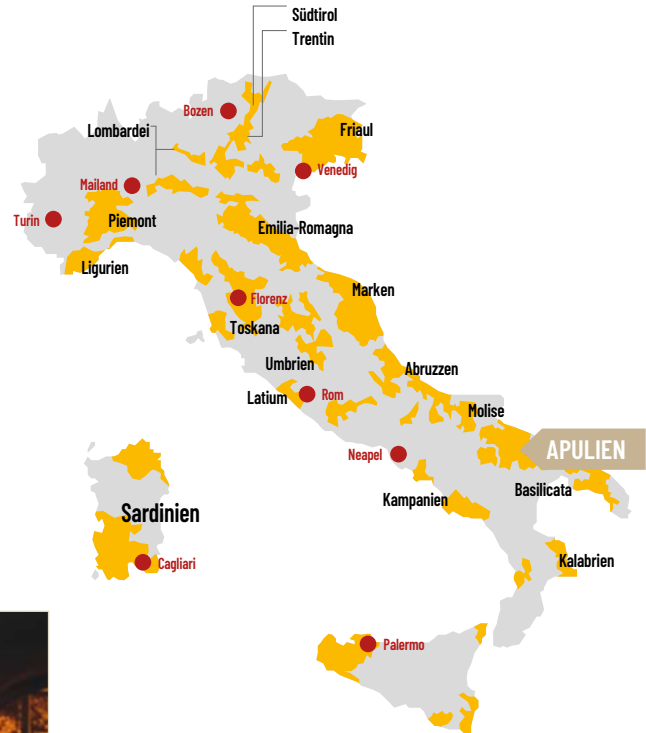 Südtirol
Trentin
Bozen
Lombardei
Friaul
Venedig
Mailand
Turin
Piemont
Emilia-Romagna
Ligurien
Marken
Florenz
Toskana
Umbrien
Abruzzen
Latium
Rom
Molise
Neapel
APULIEN
Kampanien
Basilicata
Sardinien
Cagliari
Kalabrien
Palermo